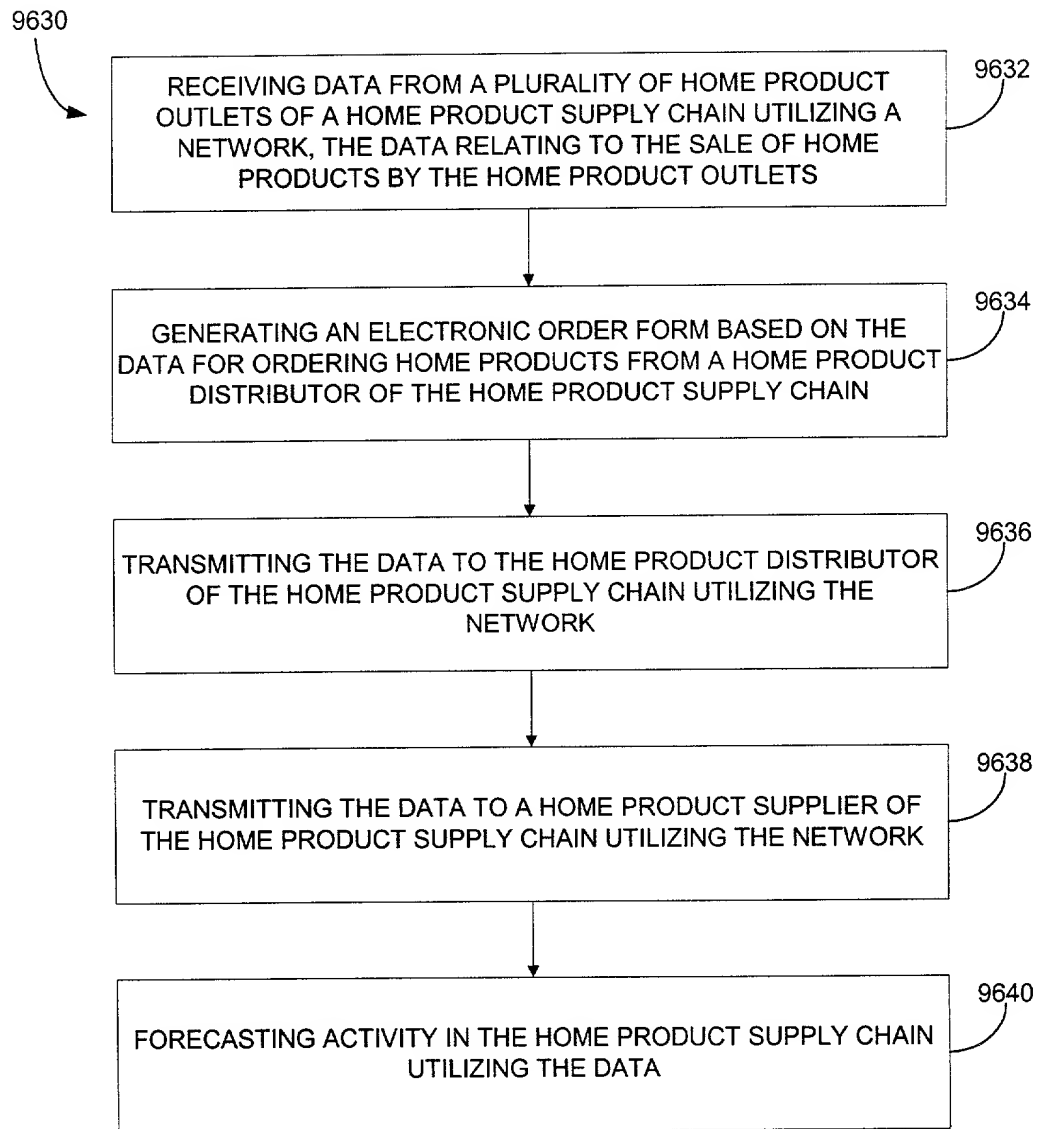 9630
RECEIVING DATA FROM A PLURALITY OF HOME PRODUCT
OUTLETS OF A HOME PRODUCT SUPPLY CHAIN UTILIZING A
NETWORK, THE DATA RELATING TO THE SALE OF HOME
PRODUCTS BY THE HOME PRODUCT OUTLETS
9632
GENERATING AN ELECTRONIC ORDER FORM BASED ON THE
DATA FOR ORDERING HOME PRODUCTS FROM A HOME PRODUCT
DISTRIBUTOR OF THE HOME PRODUCT SUPPLY CHAIN
9634
TRANSMITTING THE DATA TO THE HOME PRODUCT DISTRIBUTOR
OF THE HOME PRODUCT SUPPLY CHAIN UTILIZING THE
NETWORK
9636
TRANSMITTING THE DATA TO A HOME PRODUCT SUPPLIER OF
THE HOME PRODUCT SUPPLY CHAIN UTILIZING THE NETWORK
9638
FORECASTING ACTIVITY IN THE HOME PRODUCT SUPPLY CHAIN
UTILIZING THE DATA
9640